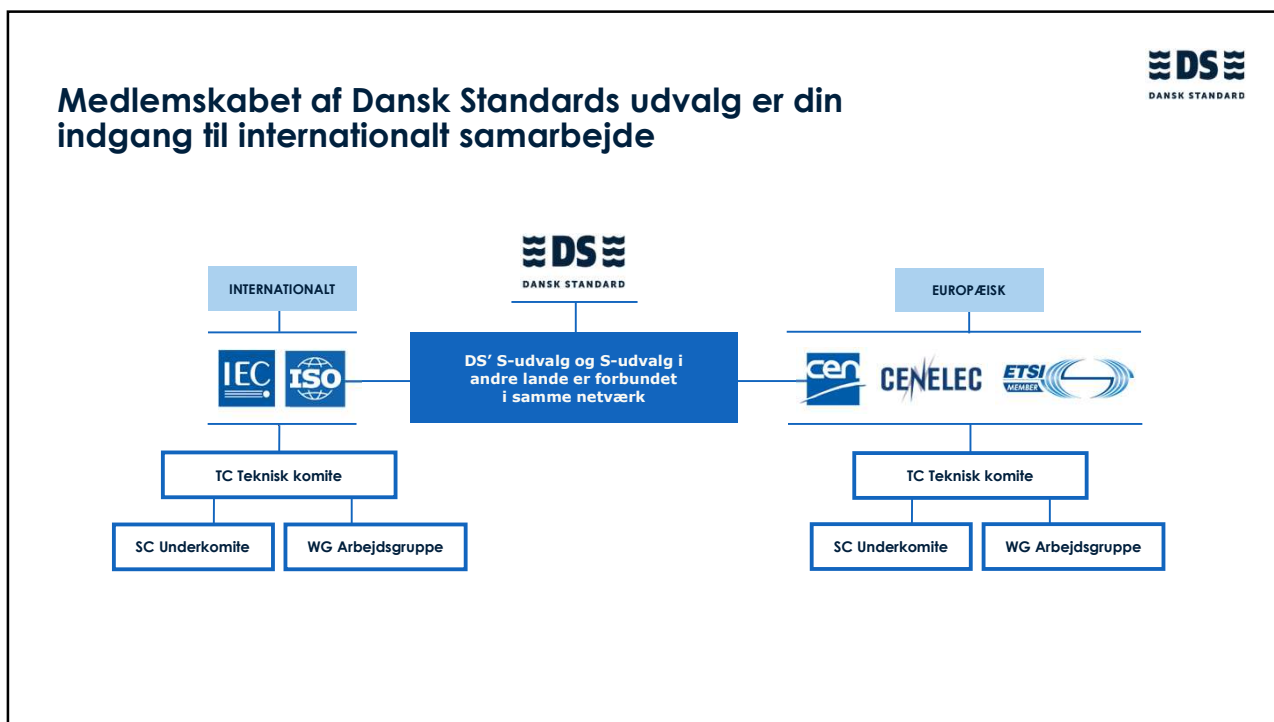 DS
DANSK STANDARD
Medlemskabet af Dansk Standards udvalg er din
indgang til internationalt samarbejde
DS
DANSK STANDARD
INTERNATIONALT
EUROPÆISK
IEC
ISO
DS’ S-udvalg og S-udvalg i
andre lande er forbundet
i samme netværk
cen
CENELEC
ETSI
MEMBER
TC Teknisk komite
TC Teknisk komite
SC Underkomite
WG Arbejdsgruppe
SC Underkomite
WG Arbejdsgruppe